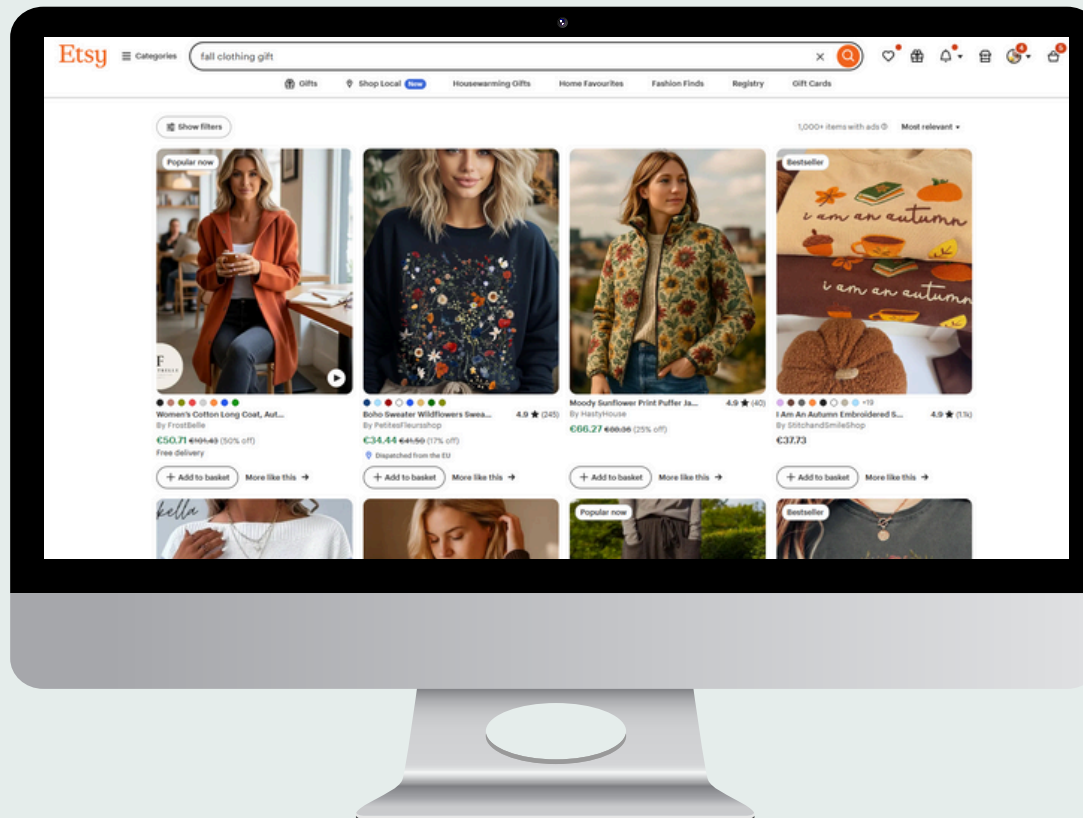 Etsy
Categories
fall clothing gift
4
5
Gifts
Shop Local New
Housewarming Gifts
Home Favourites
Fashion Finds
Registry
Gift Cards
Show filters
1,000+ items with ads
Most relevant
Popular now
Bestseller
i am an autumn
i am an autumn
F
Women's Cotton Long Coat, Aut...
By FrostBelle
€50.71 €101.43 (50% off)
Free delivery
+ Add to basket
More like this →
Boho Sweater Wildflowers Swea...
4.9 ★ (245)
By PetitesFleursshop
€34.44 €41.50 (17% off)
Dispatched from the EU
+ Add to basket
More like this →
Moody Sunflower Print Puffer Ja...
4.9 ★ (40)
By HastyHouse
€66.27 €88.36 (25% off)
+ Add to basket
More like this →
+19
I Am An Autumn Embroidered S...
4.9 ★ (1.1k)
By StitchandSmileShop
€37.73
+ Add to basket
More like this →
kella
Popular now
Bestseller